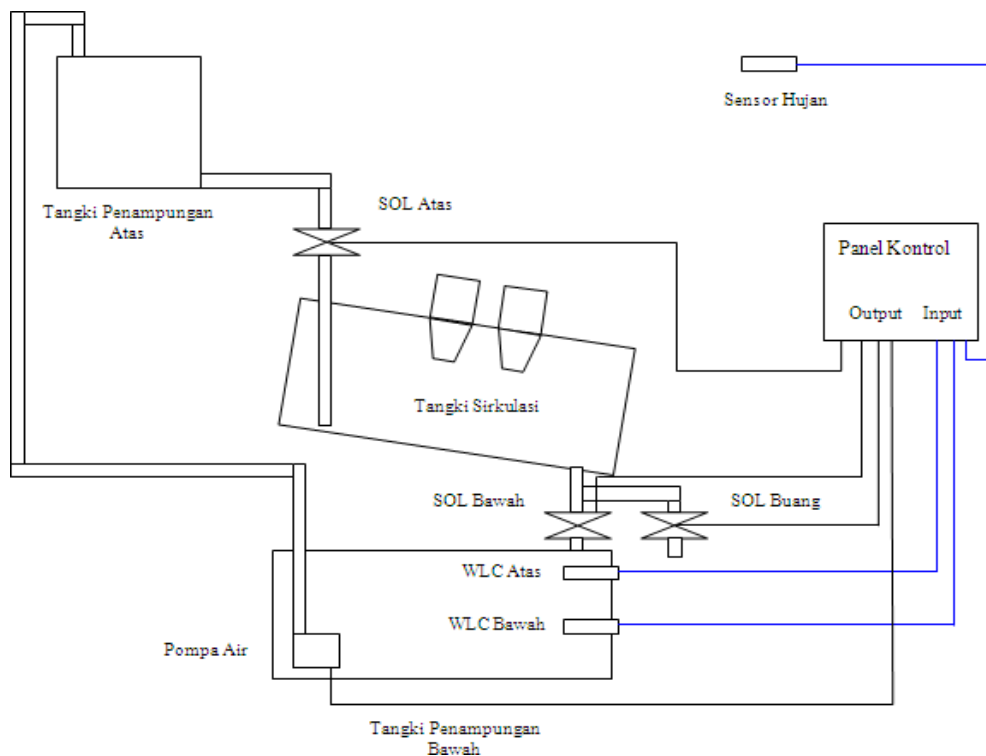 Sensor Hujan
Tangki Penampungan
Atas
SOL Atas
Panel Kontrol
Output Input
Tangki Sirkulasi
SOL Bawah
SOL Buang
WLC Atas
WLC Bawah
Pompa Air
Tangki Penampungan
Bawah